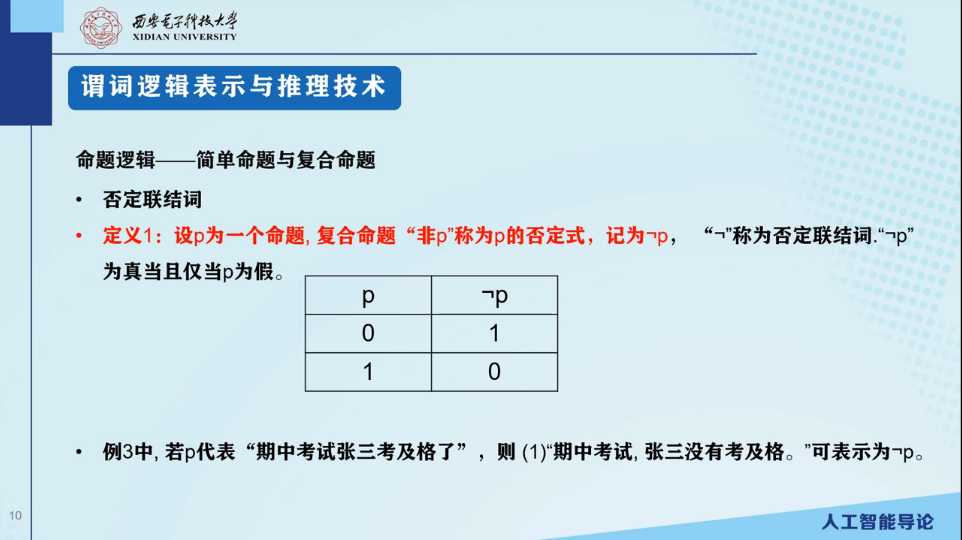 西安电子科技大学
XIDIAN UNIVERSITY
谓词逻辑表示与推理技术
命题逻辑——简单命题与复合命题
• 否定联结词
• 定义1：设p为一个命题, 复合命题“非p”称为p的否定式，记为¬p， “¬”称为否定联结词.“¬p”
为真当且仅当p为假。
p ¬p
0 1
1 0
• 例3中, 若p代表“期中考试张三考及格了”，则 (1)“期中考试, 张三没有考及格。”可表示为¬p。
10
人工智能导论